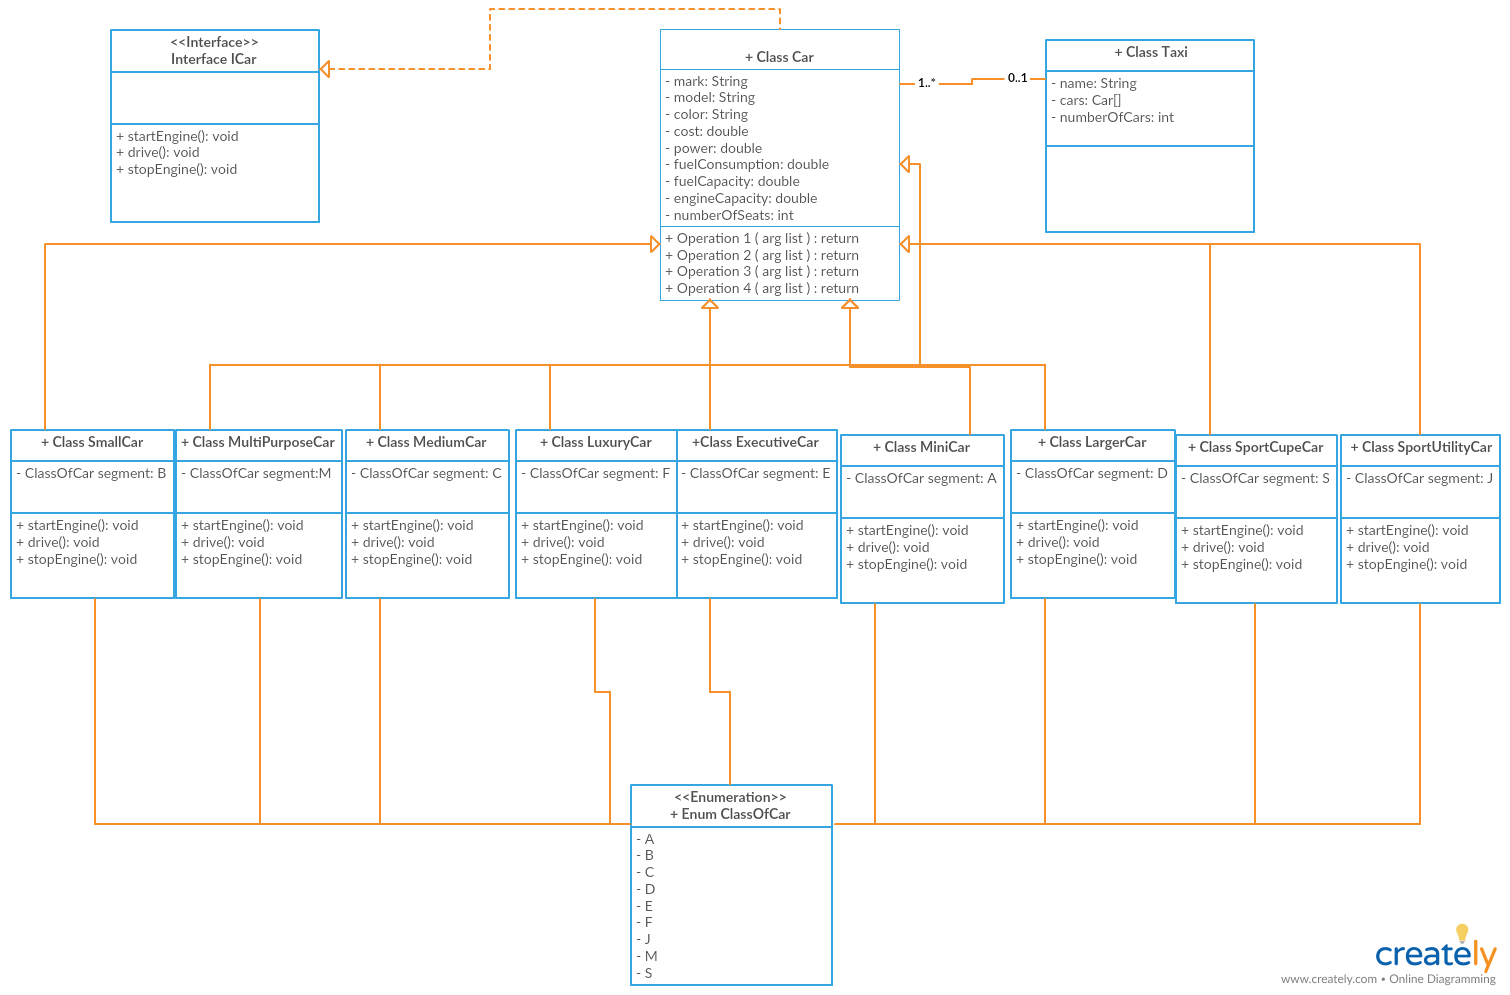 <<Interface>>
Interface ICar
+ startEngine(): void
+ drive(): void
+ stopEngine(): void
+ Class Car
- mark: String
- model: String
- color: String
- cost: double
- power: double
- fuelConsumption: double
- fuelCapacity: double
- engineCapacity: double
- numberOfSeats: int
+ Operation 1 ( arg list ) : return
+ Operation 2 ( arg list ) : return
+ Operation 3 ( arg list ) : return
+ Operation 4 ( arg list ) : return
1..*
0..1
+ Class Taxi
- name: String
- cars: Car[]
- numberOfCars: int
+ Class SmallCar
- ClassOfCar segment: B
+ startEngine(): void
+ drive(): void
+ stopEngine(): void
+ Class MultiPurposeCar
- ClassOfCar segment:M
+ startEngine(): void
+ drive(): void
+ stopEngine(): void
+ Class MediumCar
- ClassOfCar segment: C
+ startEngine(): void
+ drive(): void
+ stopEngine(): void
+ Class LuxuryCar
- ClassOfCar segment: F
+ startEngine(): void
+ drive(): void
+ stopEngine(): void
+Class ExecutiveCar
- ClassOfCar segment: E
+ startEngine(): void
+ drive(): void
+ stopEngine(): void
+ Class MiniCar
- ClassOfCar segment: A
+ startEngine(): void
+ drive(): void
+ stopEngine(): void
+ Class LargerCar
- ClassOfCar segment: D
+ startEngine(): void
+ drive(): void
+ stopEngine(): void
+ Class SportCupeCar
- ClassOfCar segment: S
+ startEngine(): void
+ drive(): void
+ stopEngine(): void
+ Class SportUtilityCar
- ClassOfCar segment: J
+ startEngine(): void
+ drive(): void
+ stopEngine(): void
<<Enumeration>>
+ Enum ClassOfCar
- A
- B
- C
- D
- E
- F
- J
- M
- S
creately
www.creately.com • Online Diagramming